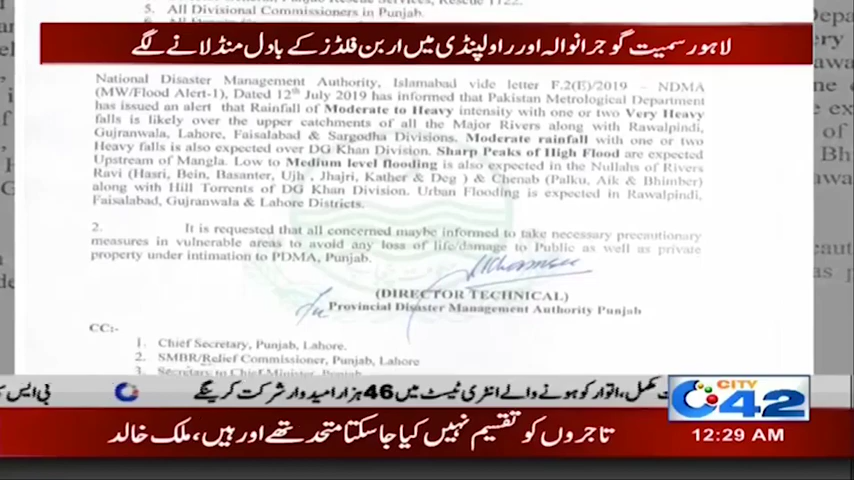 5. All Divisional Commissioners in Punjab.
لاہور سمیت گوجرانوالہ اور راولپنڈی میں اربن فلڈز کے بادل منڈلانے لگے
National Disaster Management Authority, Islamabad vide letter F.2(E)/2019 - NDMA
(MW/Flood Alert-1), Dated 12th July 2019 has informed that Pakistan Metrological Department
has issued an alert that Rainfall of Moderate to Heavy intensity with one or two Very Heavy
falls is likely over the upper catchments of all the Major Rivers along with Rawalpindi,
Gujranwala, Lahore, Faisalabad & Sargodha Divisions. Moderate rainfall with one or two
Heavy falls is also expected over DG Khan Division. Sharp Peaks of High Flood are expected
Upstream of Mangla. Low to Medium level flooding is also expected in the Nullahs of Rivers
Ravi (Hasri, Bein, Basanter, Ujh, Jhajri, Kather & Deg) & Chenab (Palku, Aik & Bhimber)
along with Hill Torrents of DG Khan Division. Urban Flooding is expected in Rawalpindi,
Faisalabad, Gujranwala & Lahore Districts.
2. It is requested that all concerned maybe informed to take necessary precautionary
measures in vulnerable areas to avoid any loss of life/damage to Public as well as private
property under intimation to PDMA, Punjab.
(DIRECTOR TECHNICAL)
Provincial Disaster Management Authority Punjab
CC:-
1. Chief Secretary, Punjab, Lahore.
2. SMBR/Relief Commissioner, Punjab, Lahore
3. Secretary to Chief Minister, Punjab
مکمل، اتوار کو ہونے والے انٹری ٹیسٹ میں 46 ہزار امیدوار شرکت کرینگے
CITY
42
تاجروں کو تقسیم نہیں کیا جاسکتا متحد تھے اور ہیں، ملک خالد
12:29 AM